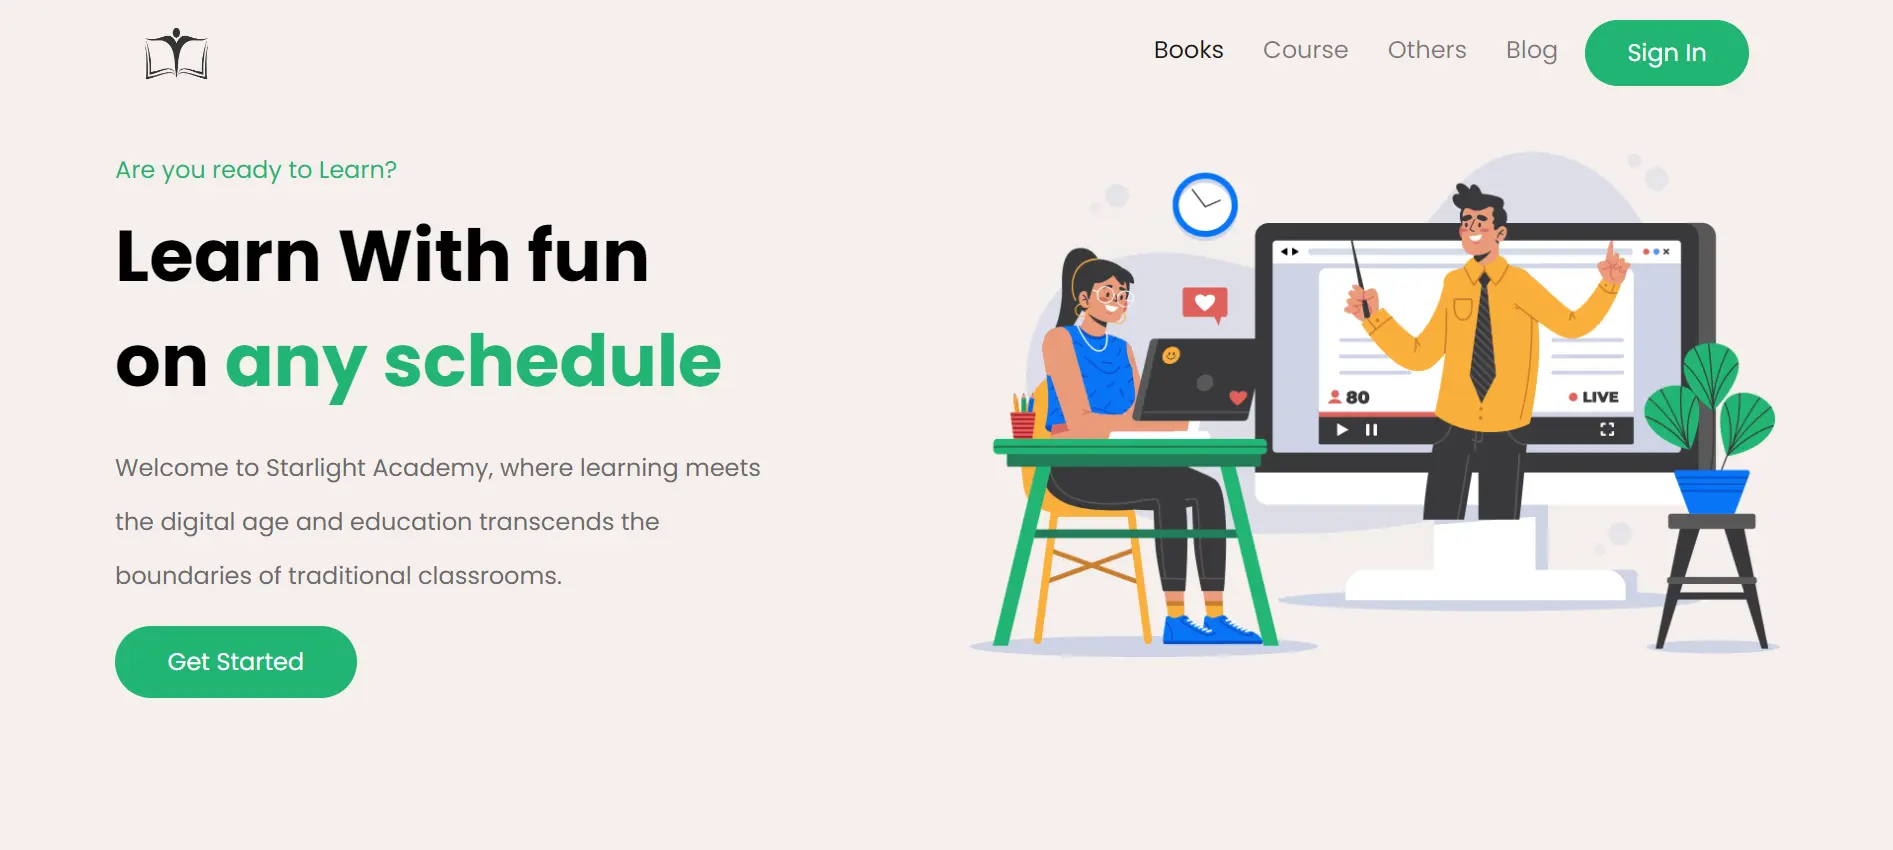 Books Course Others Blog Sign In
Are you ready to Learn?
Learn With fun
on any schedule
Welcome to Starlight Academy, where learning meets
the digital age and education transcends the
boundaries of traditional classrooms.
Get Started
80
LIVE